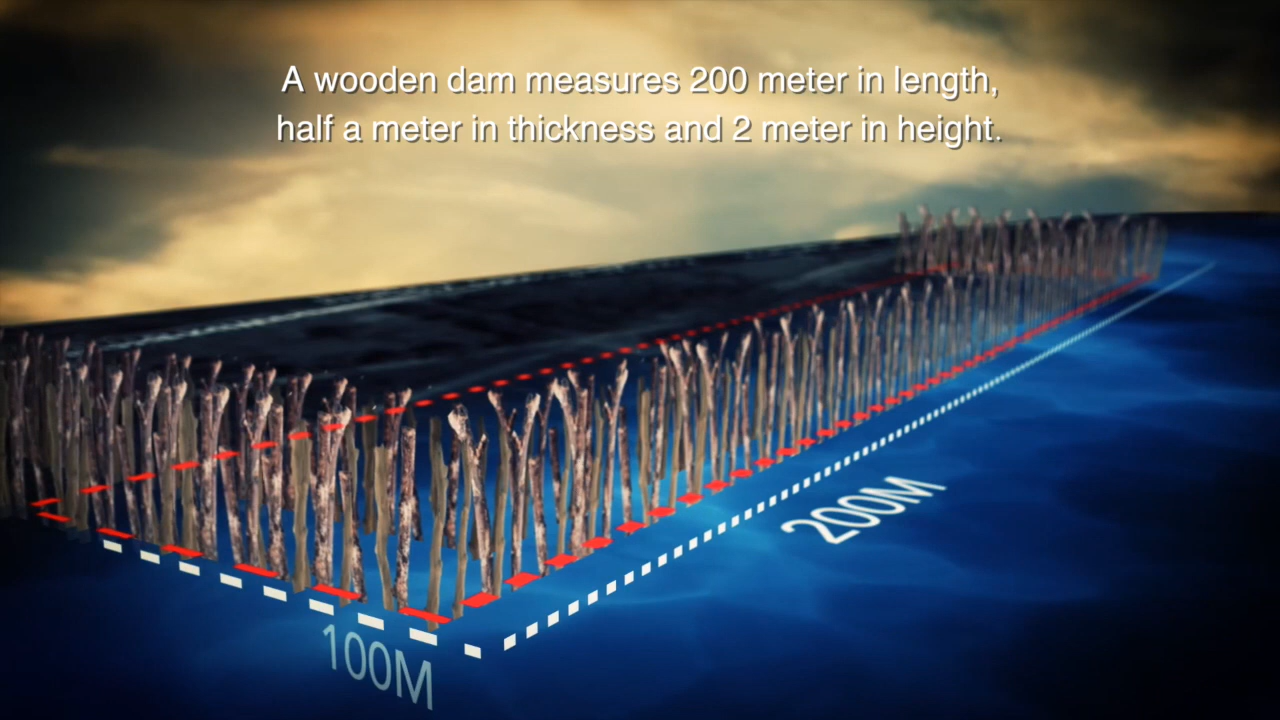 A wooden dam measures 200 meter in length,
half a meter in thickness and 2 meter in height.
200M
100M